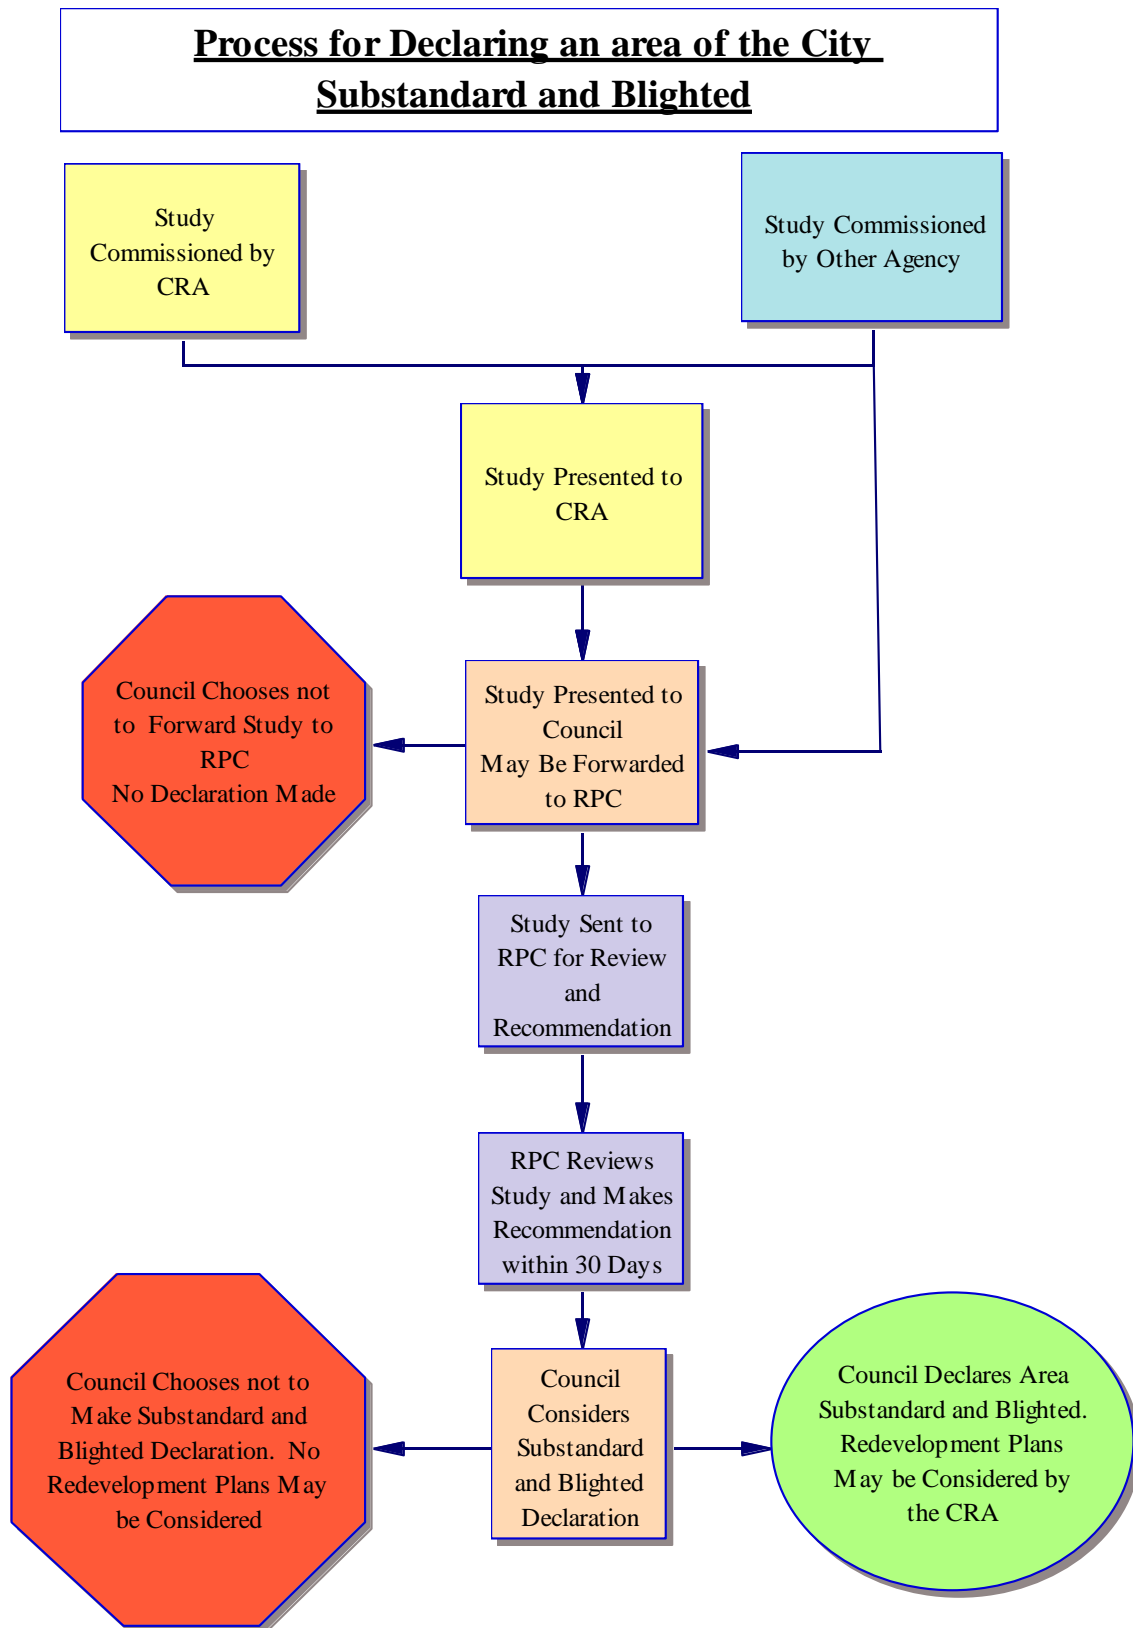 Process for Declaring an area of the City
Substandard and Blighted
Study
Commissioned by
CRA
Study Commissioned
by Other Agency
Study Presented to
CRA
Council Chooses not
to Forward Study to
RPC
No Declaration Made
Study Presented to
Council
May Be Forwarded
to RPC
Study Sent to
RPC for Review
and
Recommendation
RPC Reviews
Study and Makes
Recommendation
within 30 Days
Council Chooses not to
Make Substandard and
Blighted Declaration. No
Redevelopment Plans May
be Considered
Council
Considers
Substandard
and Blighted
Declaration
Council Declares Area
Substandard and Blighted.
Redevelopment Plans
May be Considered by
the CRA